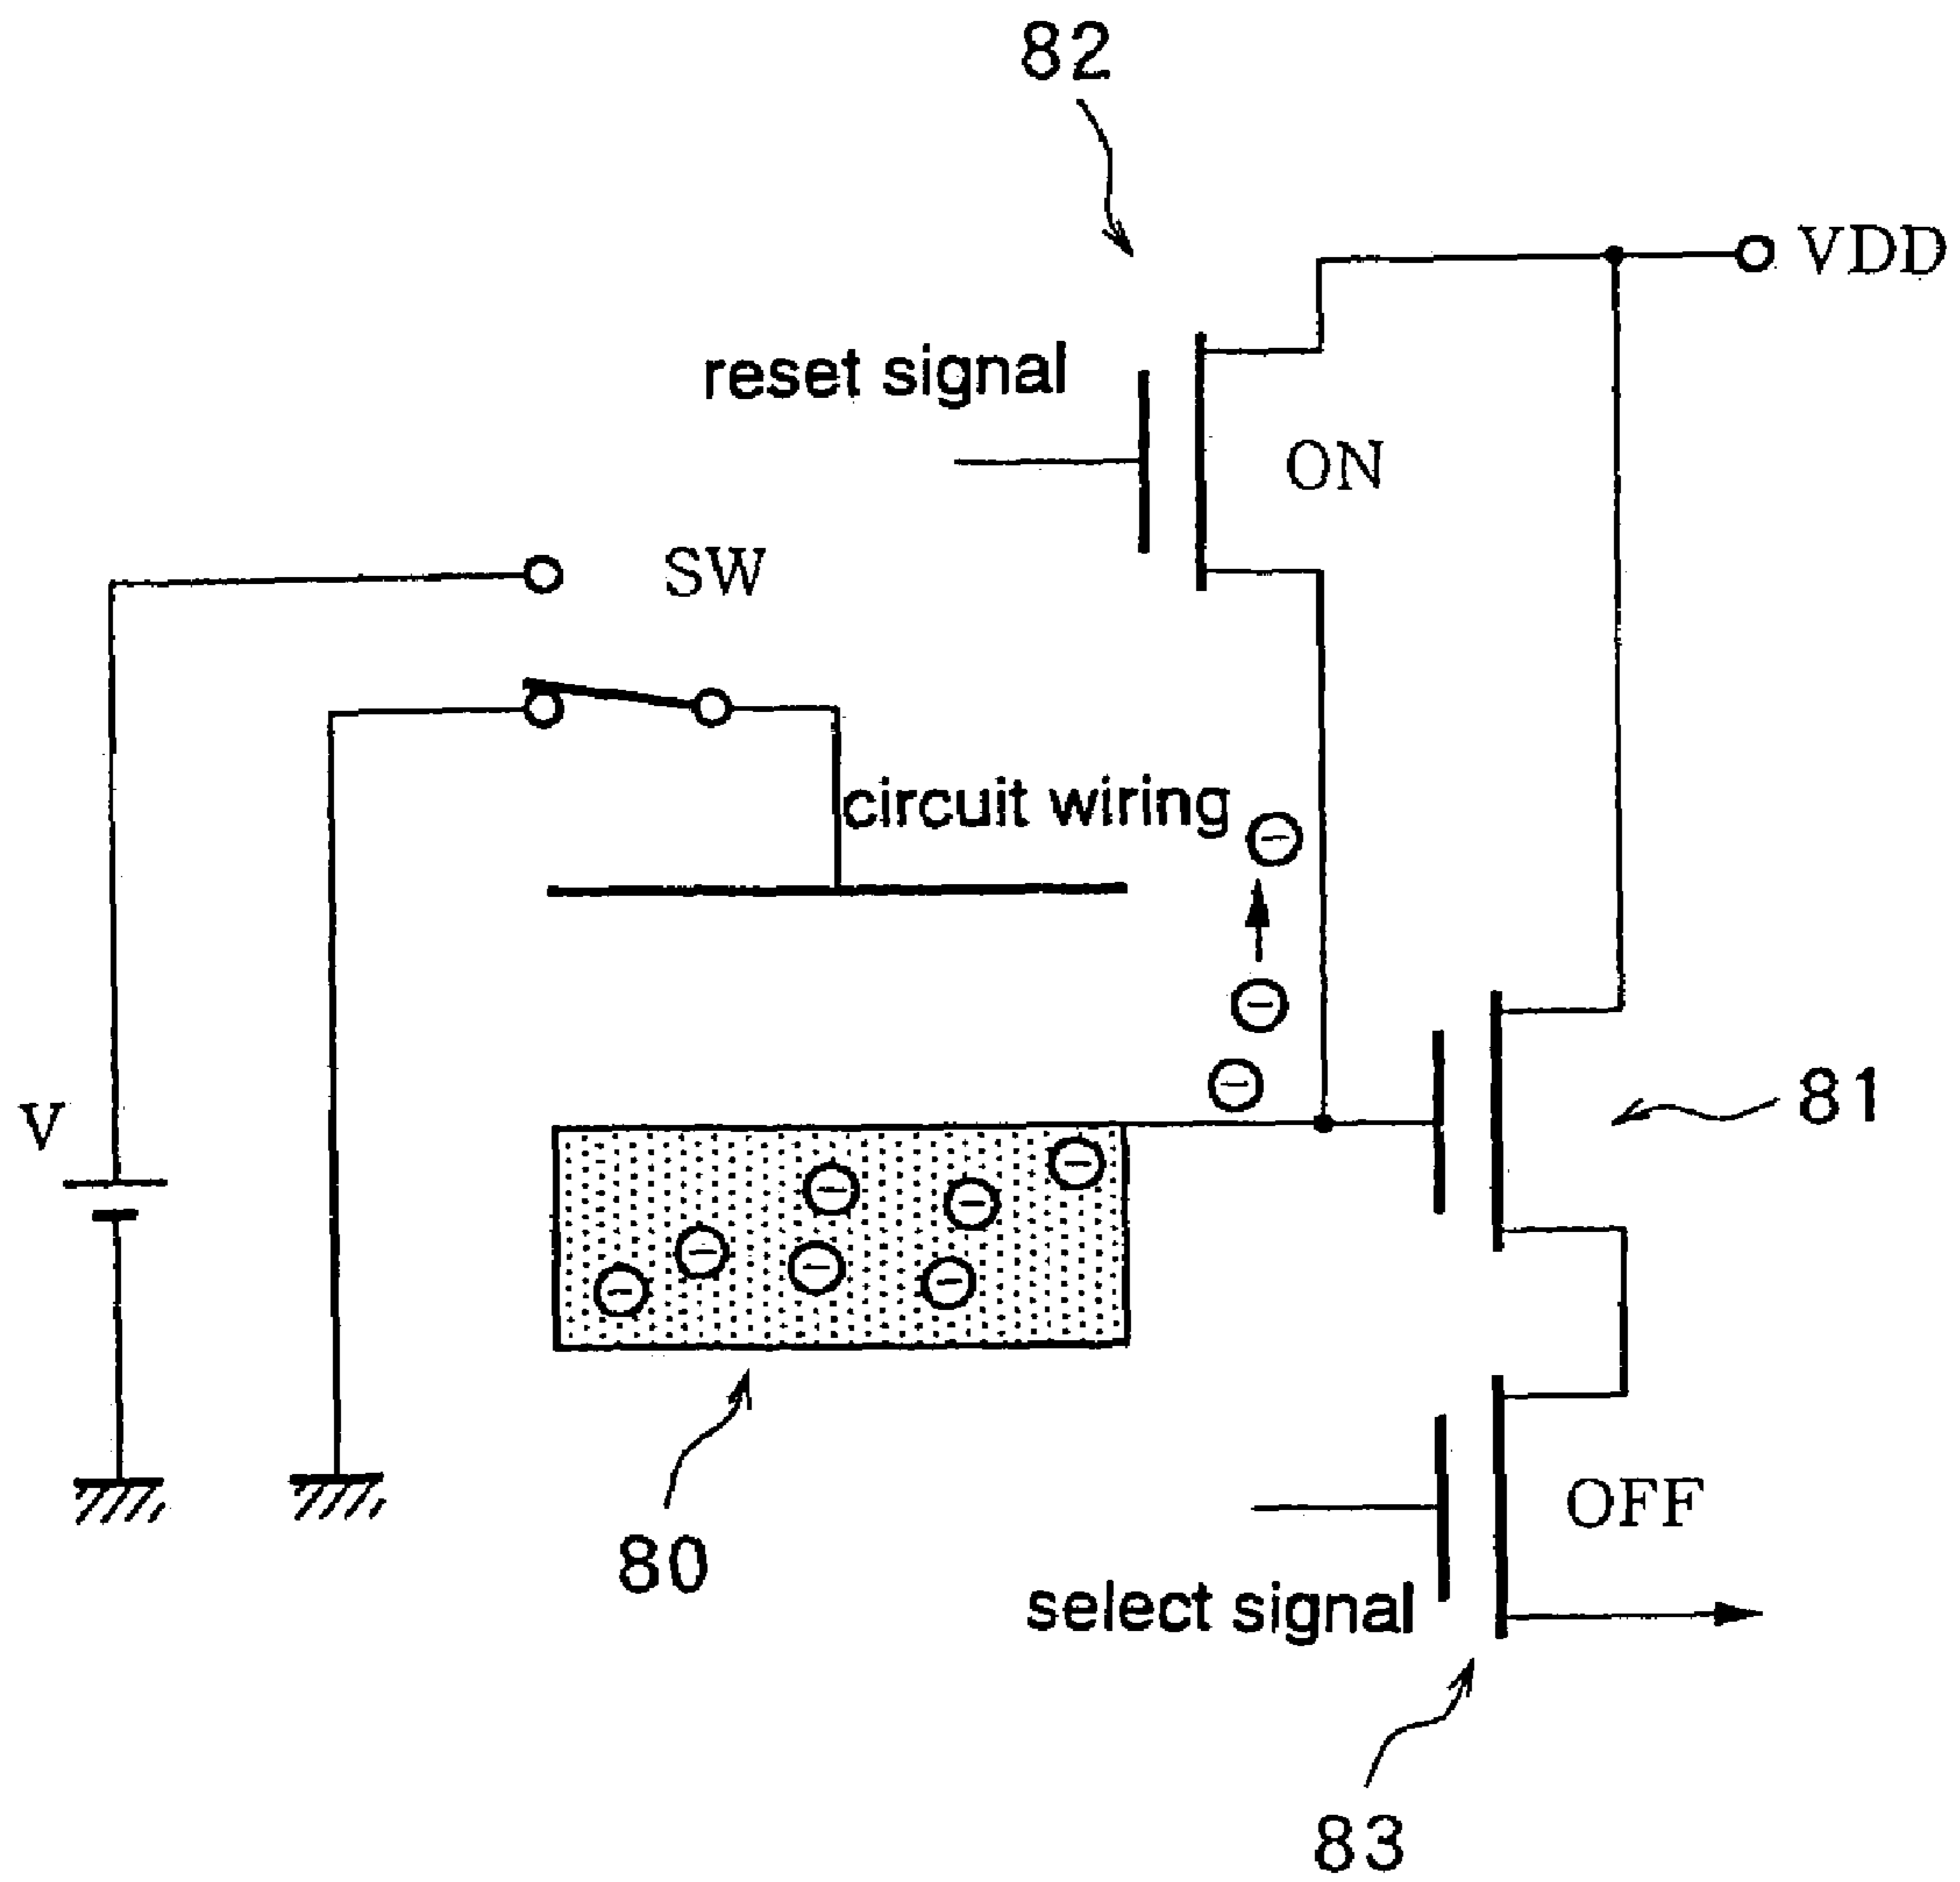 82
VDD
reset signal
ON
SW
circuit wiring
V
81
80
OFF
select signal
83